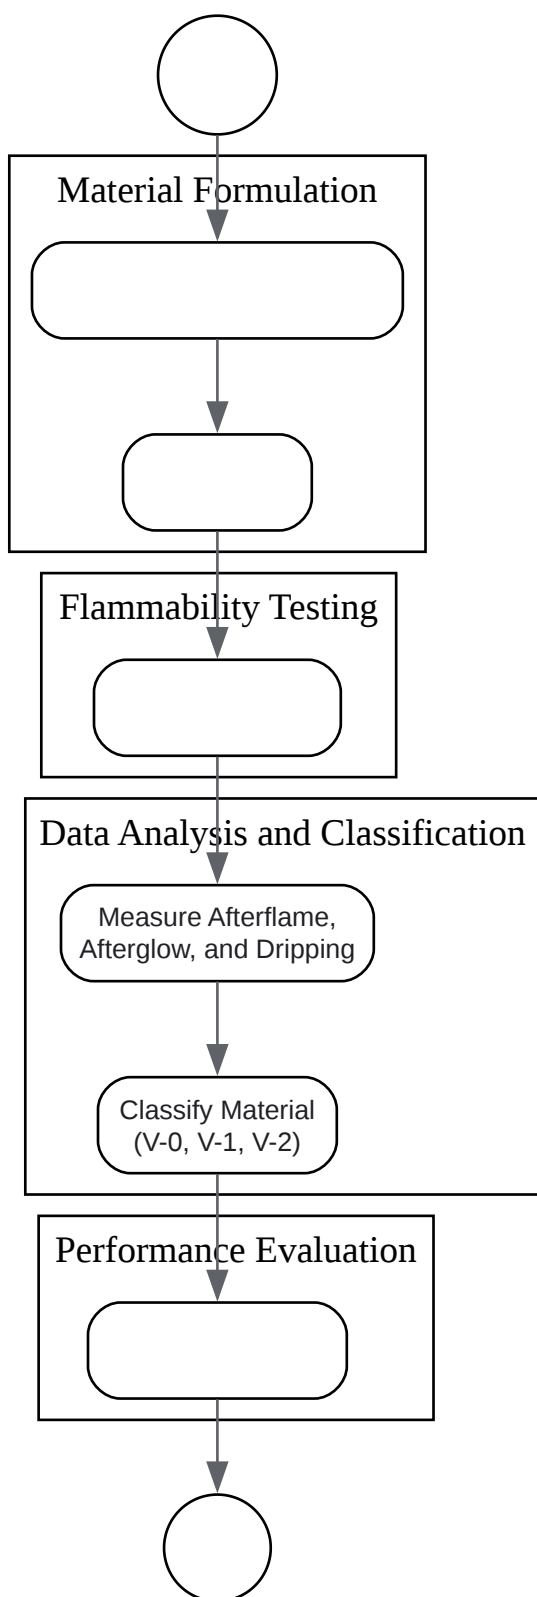 Material Formulation
Flammability Testing
Data Analysis and Classification
Measure Afterflame,
Afterglow, and Dripping
Classify Material
(V-0, V-1, V-2)
Performance Evaluation